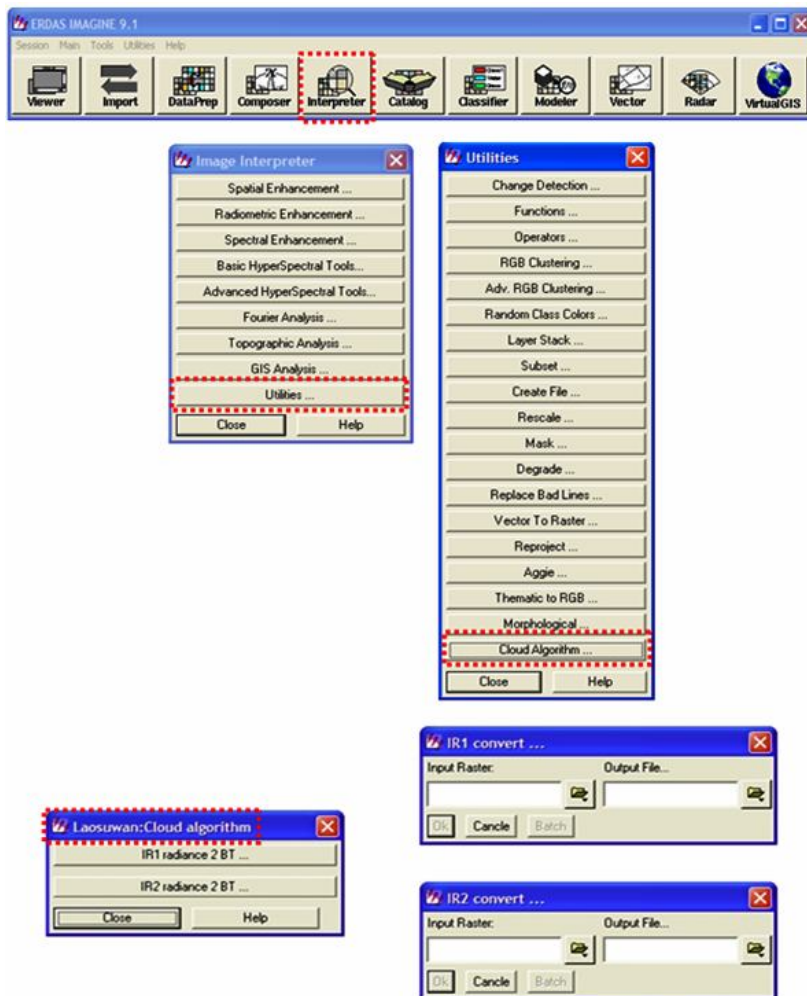 ERDAS IMAGINE 9.1
Session Main Tools Utilities Help
Viewer Import DataPrep Composer Interpreter Catalog Classifier Modeler Vector Radar VirtualGIS
Image Interpreter
Spatial Enhancement ...
Radiometric Enhancement ...
Spectral Enhancement ...
Basic HyperSpectral Tools...
Advanced HyperSpectral Tools...
Fourier Analysis ...
Topographic Analysis ...
GIS Analysis ...
Utilities ...
Close Help
Utilities
Change Detection ...
Functions ...
Operators ...
RGB Clustering ...
Adv. RGB Clustering ...
Random Class Colors ...
Layer Stack ...
Subset ...
Create File ...
Rescale ...
Mask ...
Degrade ...
Replace Bad Lines ...
Vector To Raster ...
Reproject ...
Aggie ...
Thematic to RGB ...
Morphological ...
Cloud Algorithm ...
Close Help
Laosuwan:Cloud algorithm
IR1 radiance 2 BT ...
IR2 radiance 2 BT ...
Close Help
IR1 convert ...
Input Raster: Output File...
Ok Cancle Batch
IR2 convert ...
Input Raster: Output File...
Ok Cancle Batch